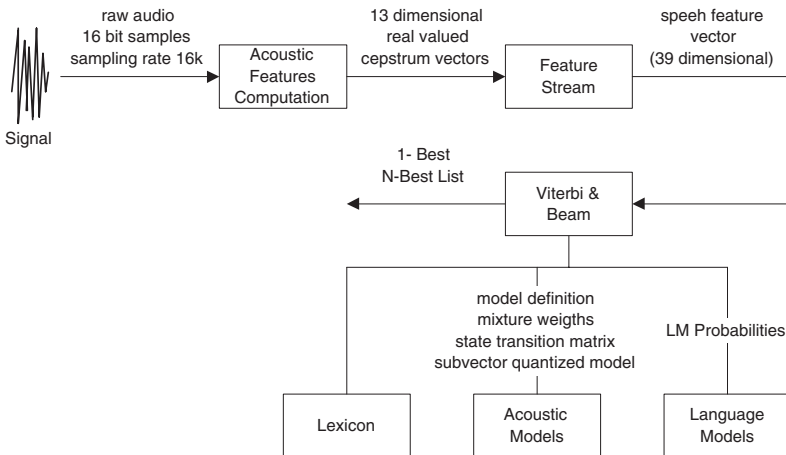 raw audio
16 bit samples
sampling rate 16k
Signal
Acoustic
Features
Computation
13 dimensional
real valued
cepstrum vectors
Feature
Stream
speeh feature
vector
(39 dimensional)
1- Best
N-Best List
Viterbi &
Beam
model definition
mixture weigths
state transition matrix
subvector quantized model
LM Probabilities
Lexicon
Acoustic
Models
Language
Models